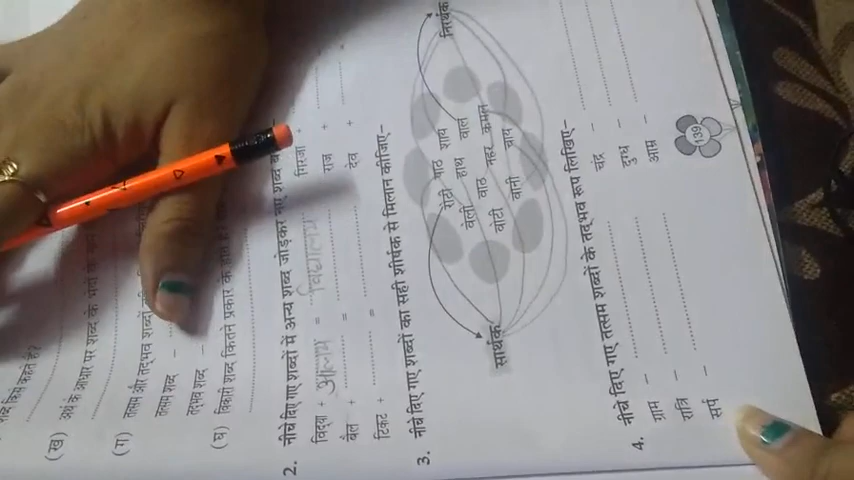 (ख) अर्थ के आधार पर शब्द के भेदों के
(ग) तत्सम और तद्भव शब्दों
तत्सम शब्द -
तद्भव शब्द -
(घ) विकारी शब्द कितने प्रकार के होते हैं
2. नीचे दिए गए शब्दों में अन्य शब्द जोड़कर नए शब्द
विद्या + आलय = विद्यालय गिरजा +
बैल + = राज +
टिकट + = देव +
3. नीचे दिए गए शब्दों का सही शीर्षक से मिलान कीजिए-
सार्थक निरर्थक
रोटी वाठ शाय
वेली हाथ वाल
वाठ नहर कमल
वोटी वानी चाय
4. नीचे दिए गए तत्सम शब्दों के तद्भव रूप लिखिए-
ग्राम - चंद्र -
रात्रि - दुग्ध -
सर्प - आम्र -
139